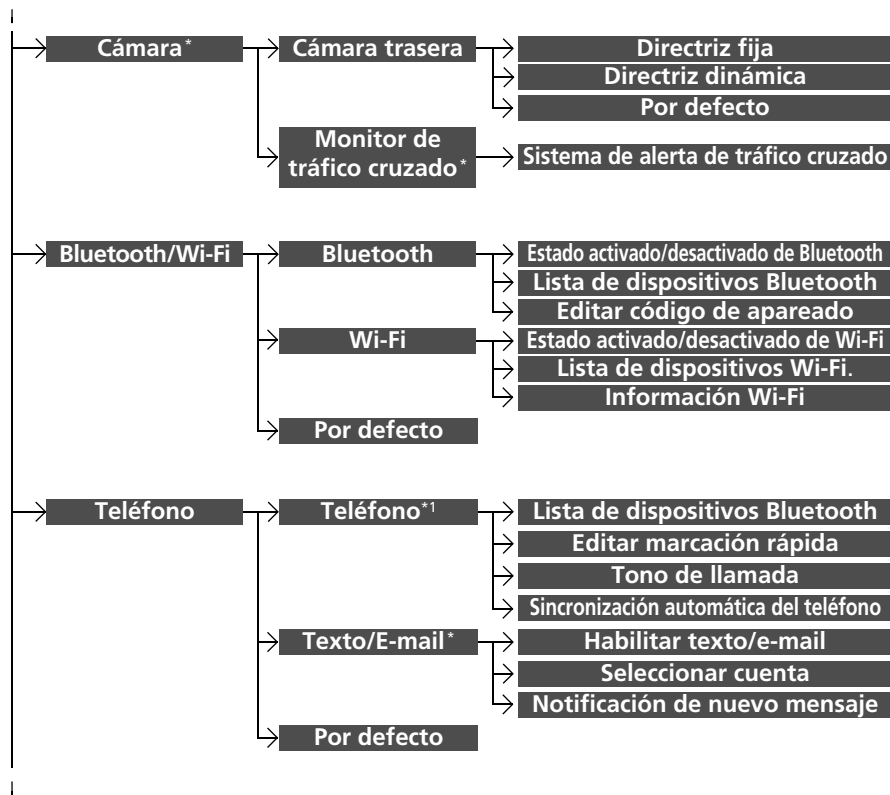 Cámara*
Cámara trasera
Directriz fija
Directriz dinámica
Por defecto
Monitor de
tráfico cruzado*
Sistema de alerta de tráfico cruzado
Bluetooth/Wi-Fi
Bluetooth
Estado activado/desactivado de Bluetooth
Lista de dispositivos Bluetooth
Editar código de apareado
Wi-Fi
Estado activado/desactivado de Wi-Fi
Lista de dispositivos Wi-Fi.
Información Wi-Fi
Por defecto
Teléfono
Teléfono*1
Lista de dispositivos Bluetooth
Editar marcación rápida
Tono de llamada
Sincronización automática del teléfono
Texto/E-mail*
Habilitar texto/e-mail
Seleccionar cuenta
Notificación de nuevo mensaje
Por defecto